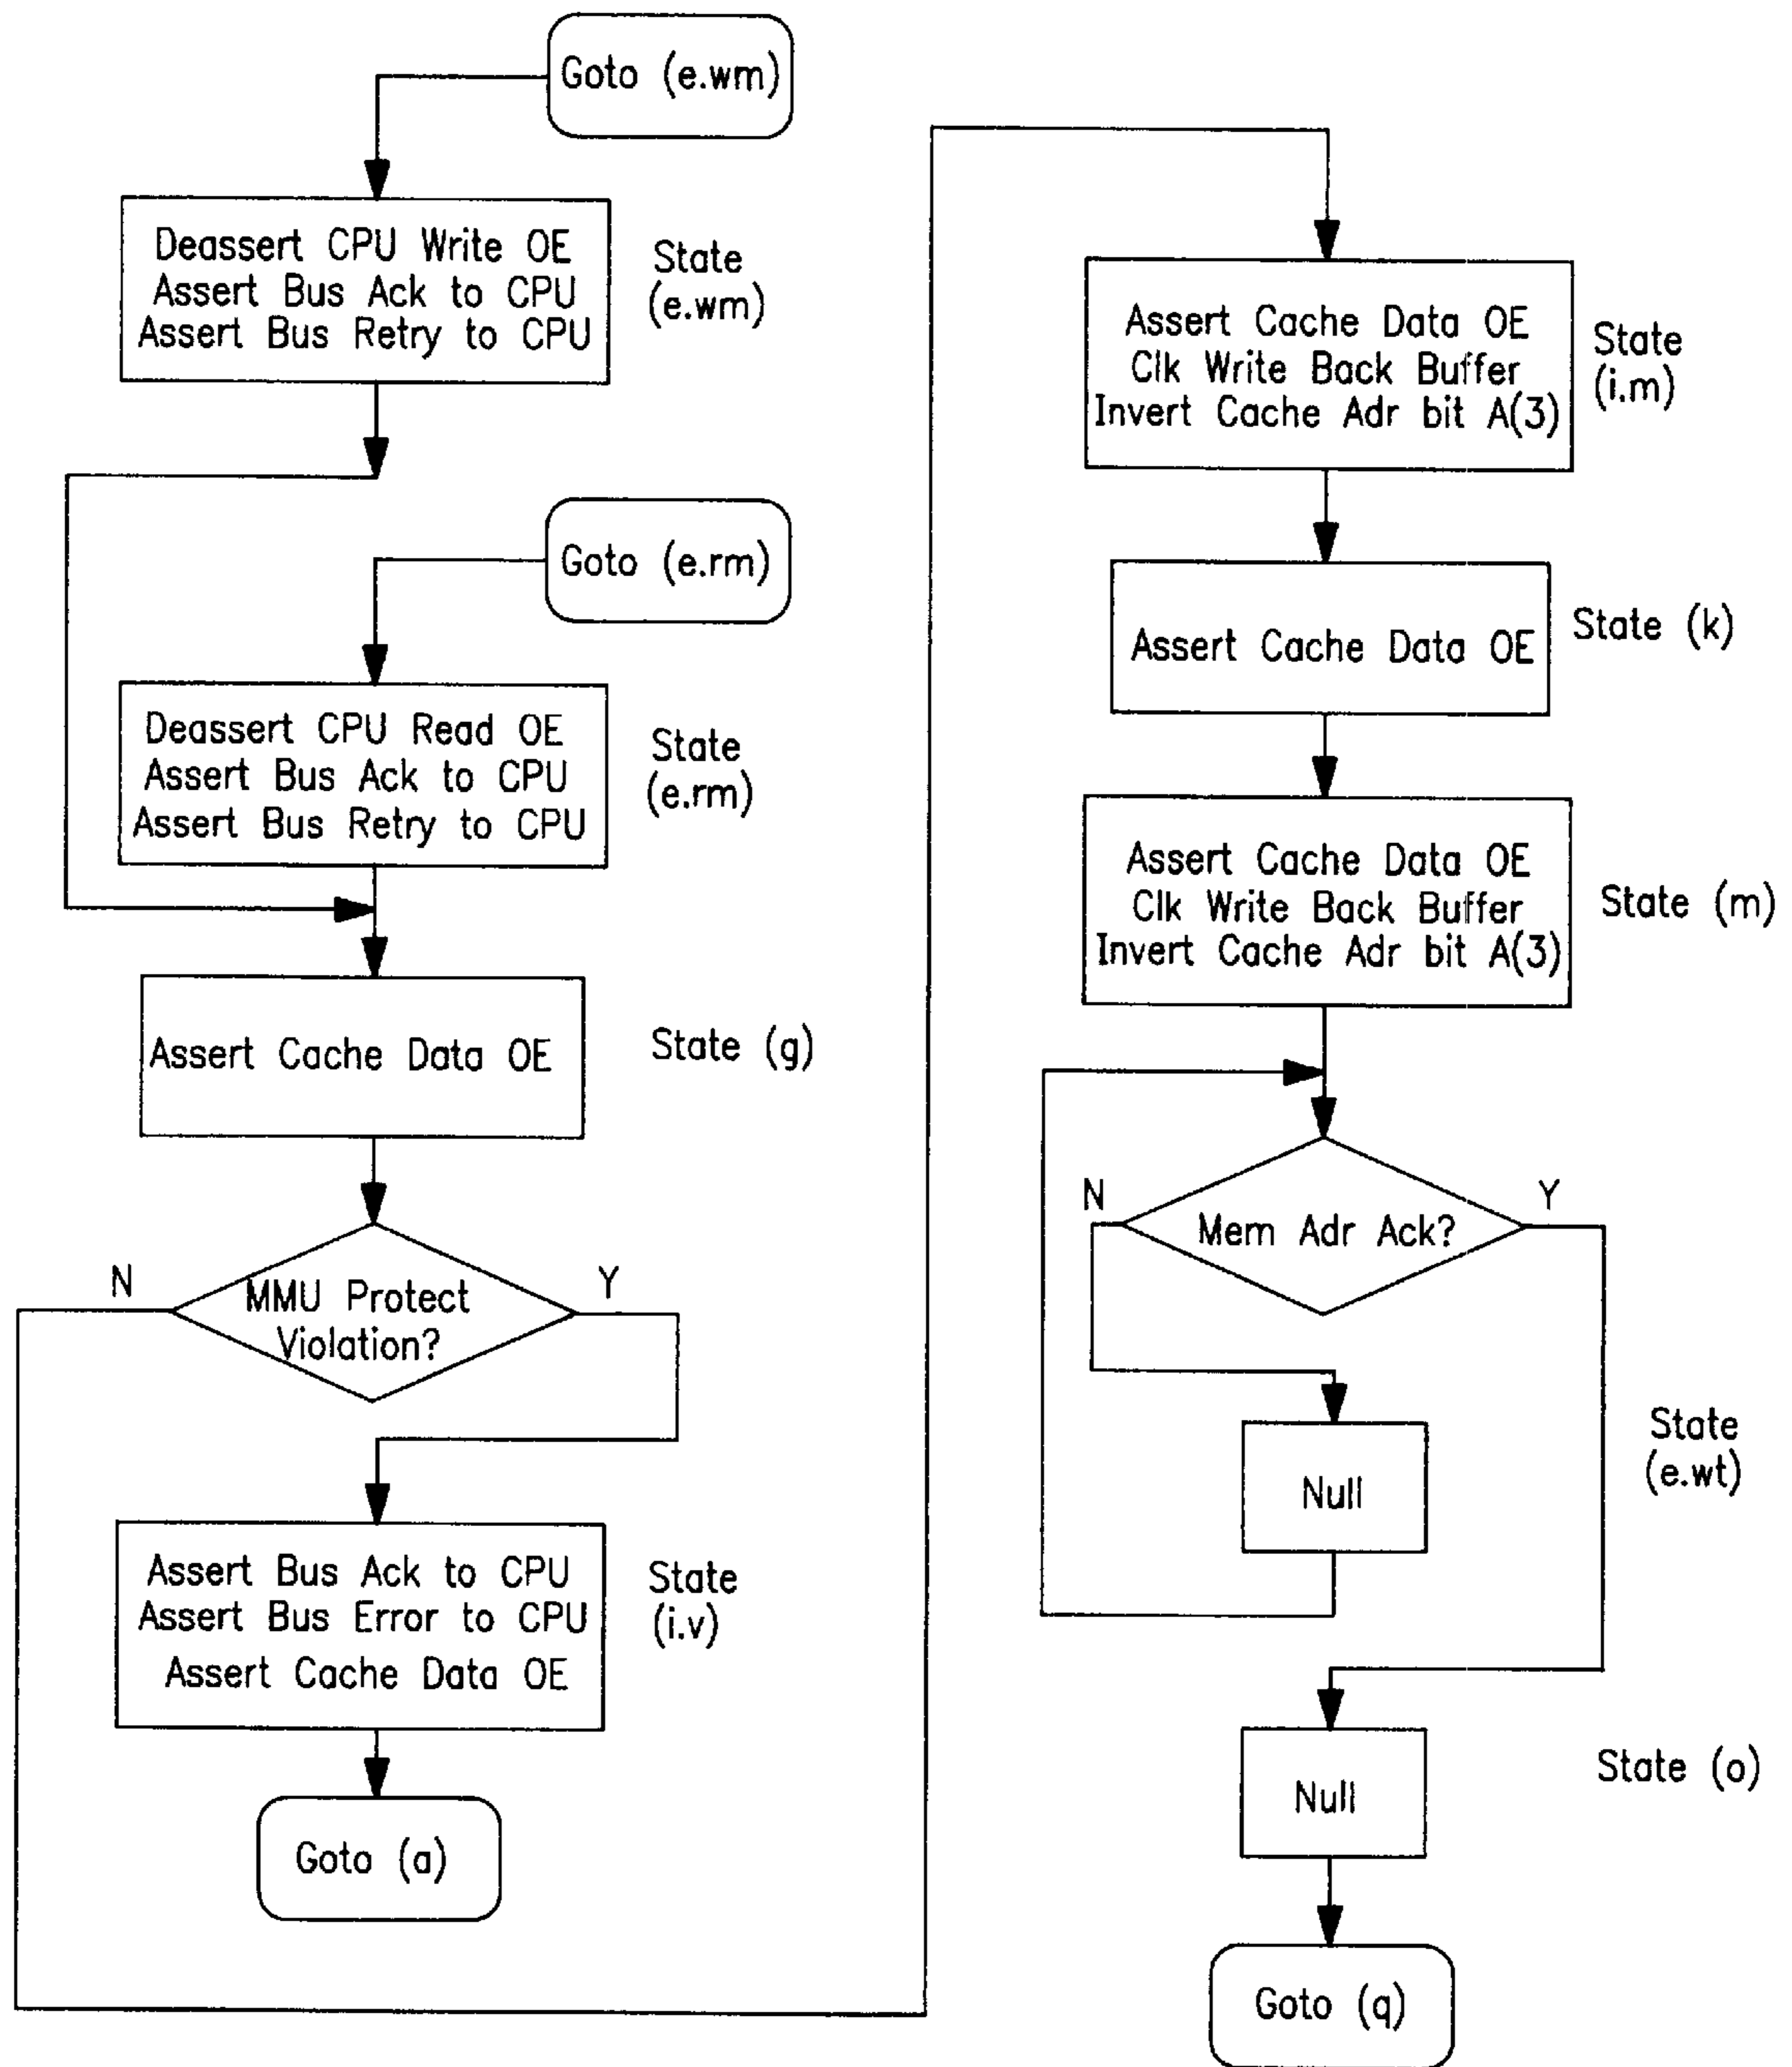 Goto (e.wm)
Deassert CPU Write OE
Assert Bus Ack to CPU
Assert Bus Retry to CPU
State
(e.wm)
Goto (e.rm)
Deassert CPU Read OE
Assert Bus Ack to CPU
Assert Bus Retry to CPU
State
(e.rm)
Assert Cache Data OE
State (g)
N
MMU Protect
Violation?
Y
Assert Bus Ack to CPU
Assert Bus Error to CPU
Assert Cache Data OE
State
(i.v)
Goto (a)
Assert Cache Data OE
Clk Write Back Buffer
Invert Cache Adr bit A(3)
State
(i.m)
Assert Cache Data OE
State (k)
Assert Cache Data OE
Clk Write Back Buffer
Invert Cache Adr bit A(3)
State (m)
N
Mem Adr Ack?
Y
Null
State
(e.wt)
Null
State (o)
Goto (q)